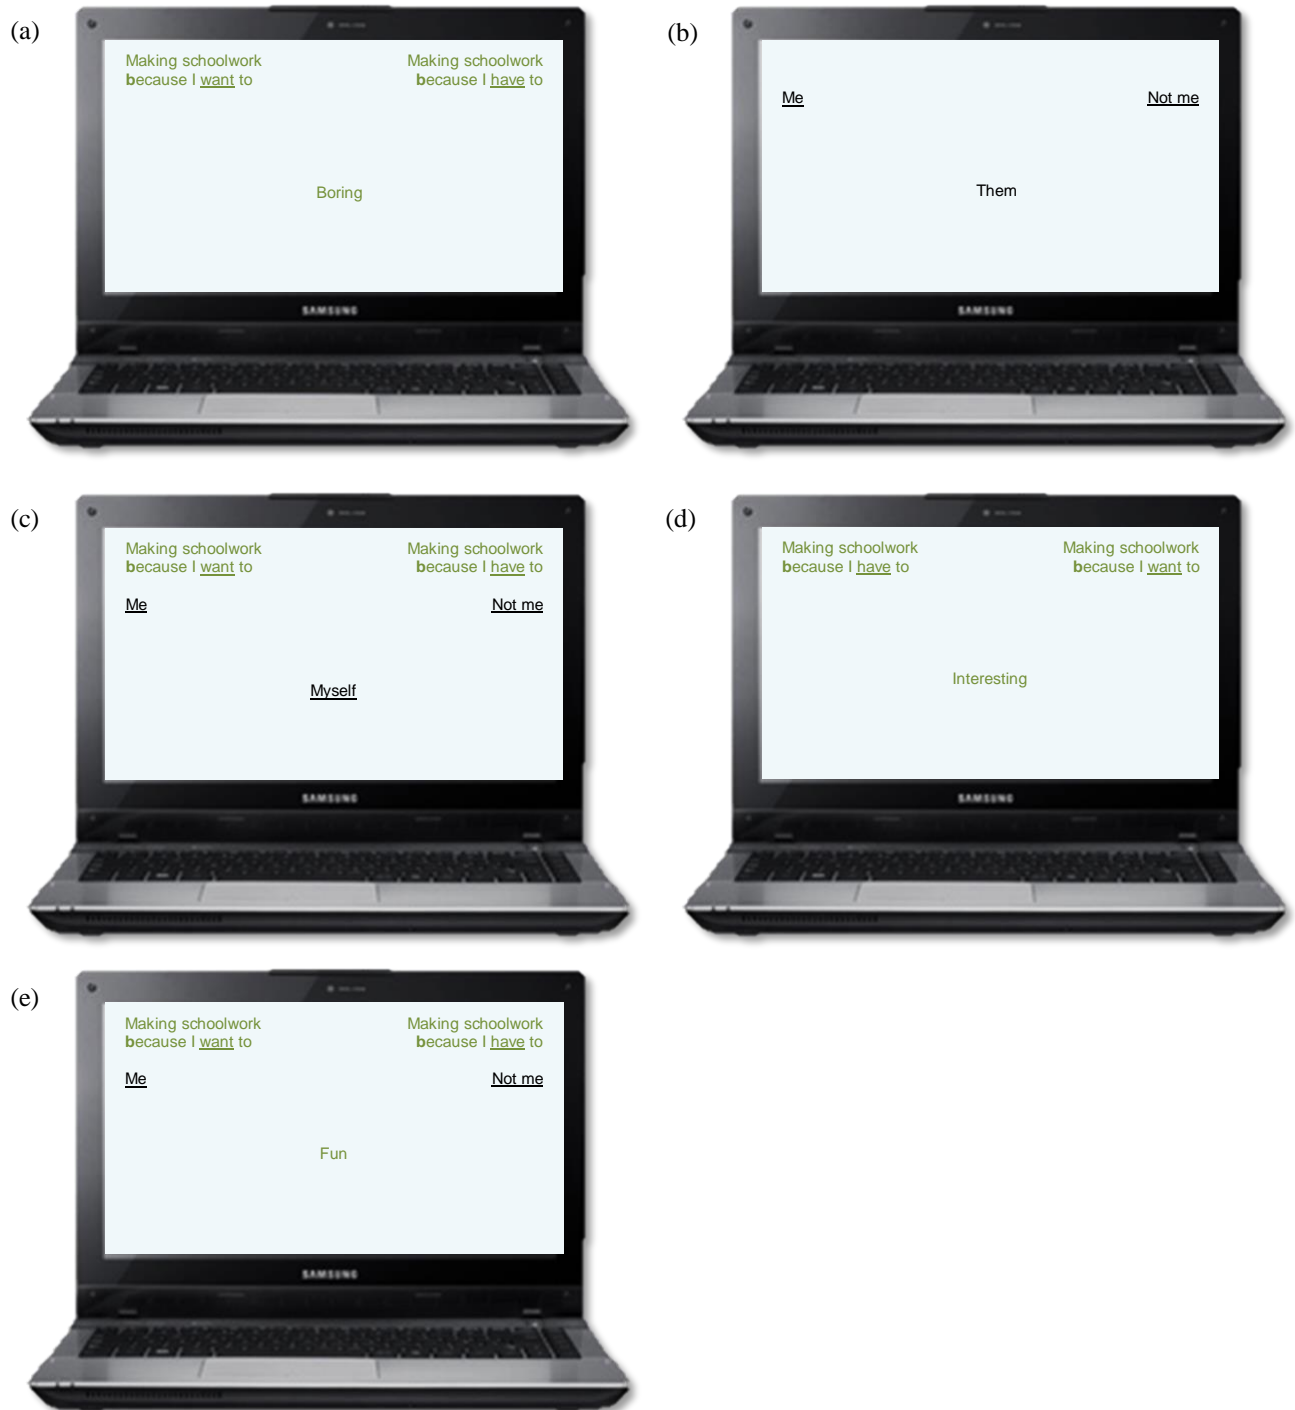 (a)
Making schoolwork
because I want to
Making schoolwork
because I have to
Boring
SAMSUNG
(b)
Me
Not me
Them
SAMSUNG
(c)
Making schoolwork
because I want to
Making schoolwork
because I have to
Me
Not me
Myself
SAMSUNG
(d)
Making schoolwork
because I have to
Making schoolwork
because I want to
Interesting
SAMSUNG
(e)
Making schoolwork
because I want to
Making schoolwork
because I have to
Me
Not me
Fun
SAMSUNG